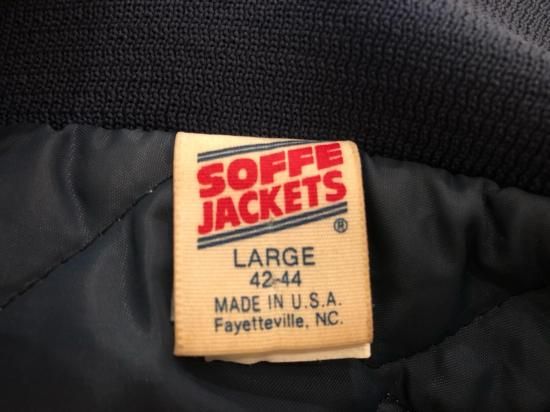 SOFFE
JACKETS
®
LARGE
42-44
MADE IN U.S.A.
Fayetteville, NC.